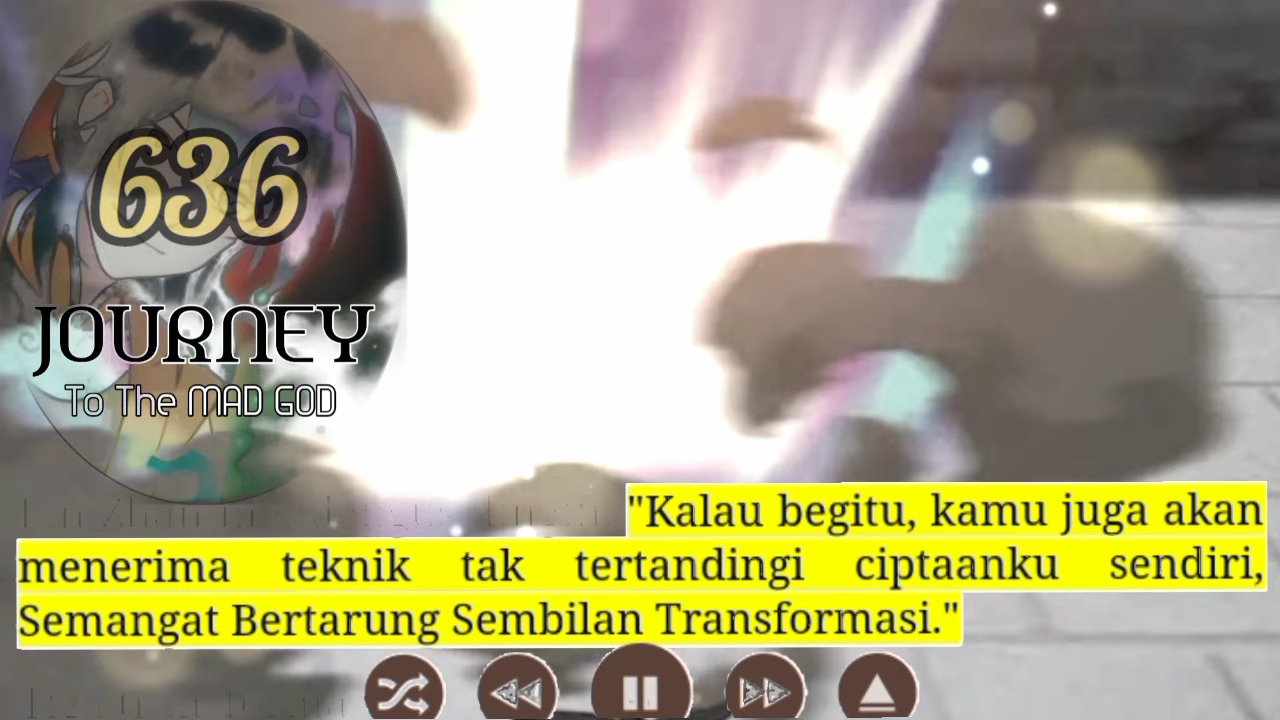 636
JOURNEY
To The MAD GOD
"Kalau begitu, kamu juga akan
menerima teknik tak tertandingi ciptaanku sendiri,
Semangat Bertarung Sembilan Transformasi."